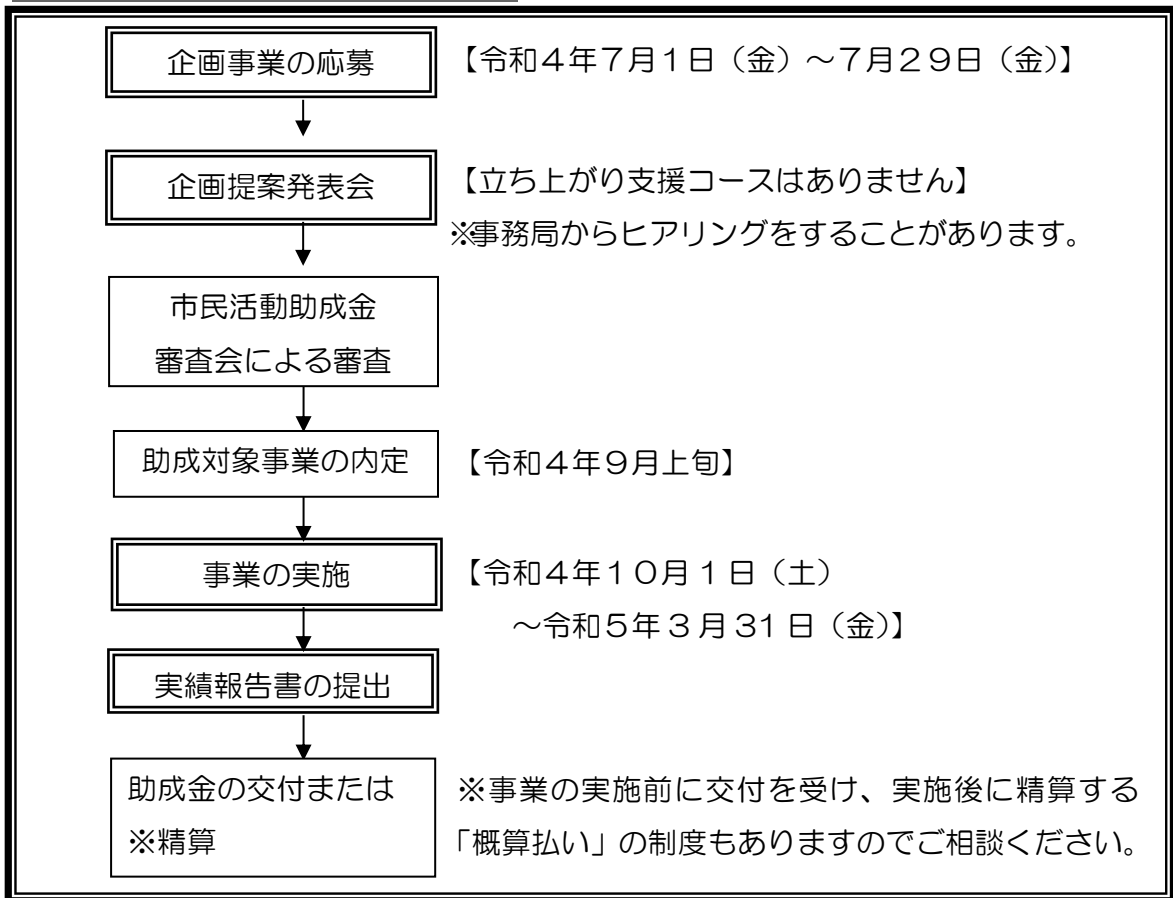 企画事業の応募
【令和４年７月１日（金）～７月２９日（金）】
企画提案発表会
【立ち上がり支援コースはありません】
※事務局からヒアリングをすることがあります。
市民活動助成金
審査会による審査
助成対象事業の内定
【令和４年９月上旬】
事業の実施
【令和４年１０月１日（土）
～令和５年３月31日（金）】
実績報告書の提出
助成金の交付または
※精算
※事業の実施前に交付を受け、実施後に精算する
「概算払い」の制度もありますのでご相談ください。